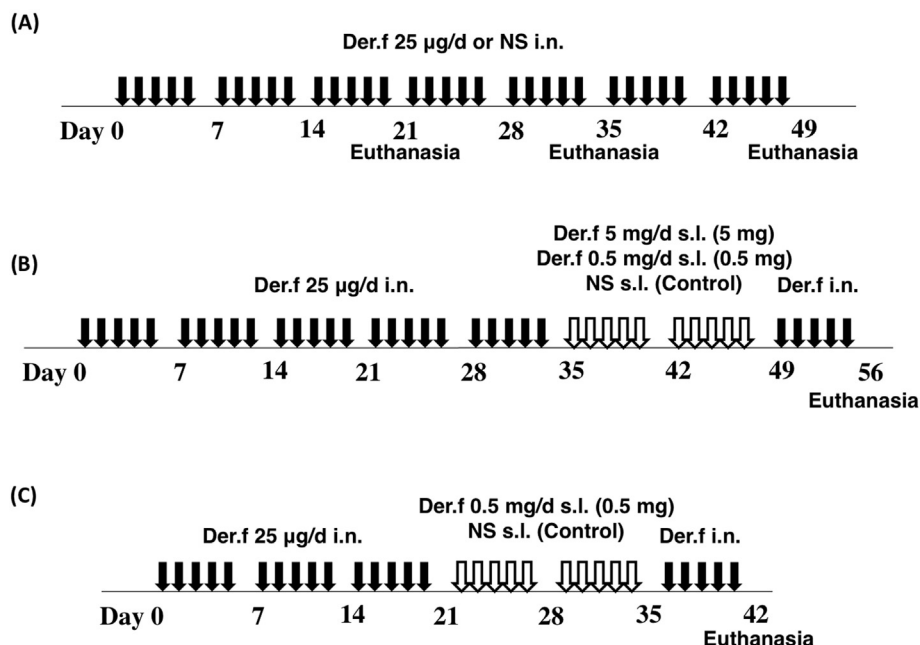 (A)
Der.f 25 µg/d or NS i.n.
Day 0 7 14 21 28 35 42 49
Euthanasia Euthanasia Euthanasia
(B)
Der.f 5 mg/d s.l. (5 mg)
Der.f 0.5 mg/d s.l. (0.5 mg)
Der.f 25 µg/d i.n. NS s.l. (Control) Der.f i.n.
Day 0 7 14 21 28 35 42 49 56
Euthanasia
(C)
Der.f 0.5 mg/d s.l. (0.5 mg)
Der.f 25 µg/d i.n. NS s.l. (Control) Der.f i.n.
Day 0 7 14 21 28 35 42
Euthanasia